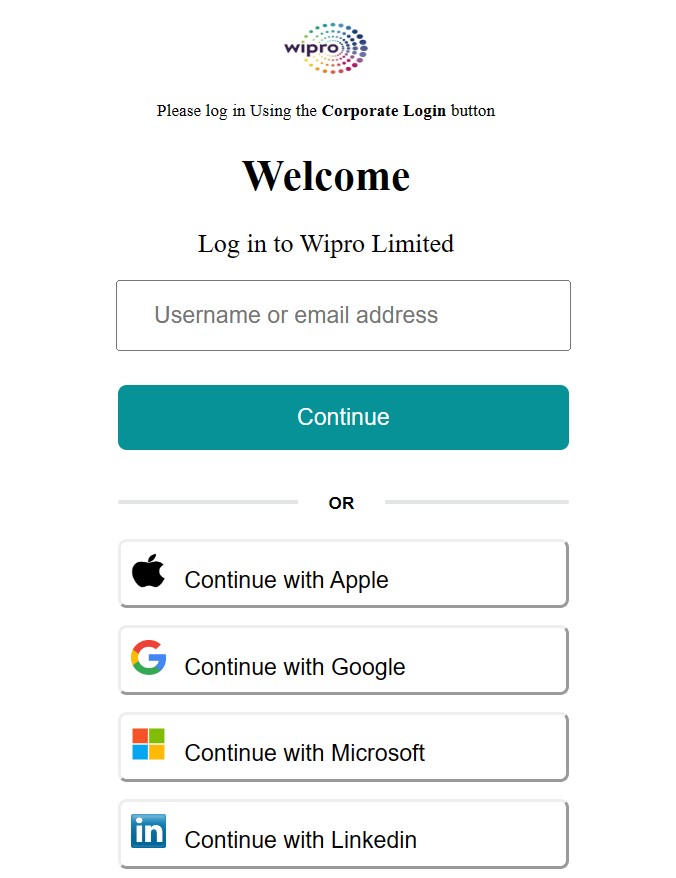 wipro
Please log in Using the Corporate Login button
Welcome
Log in to Wipro Limited
Username or email address
Continue
OR
Continue with Apple
Continue with Google
Continue with Microsoft
in
Continue with Linkedin